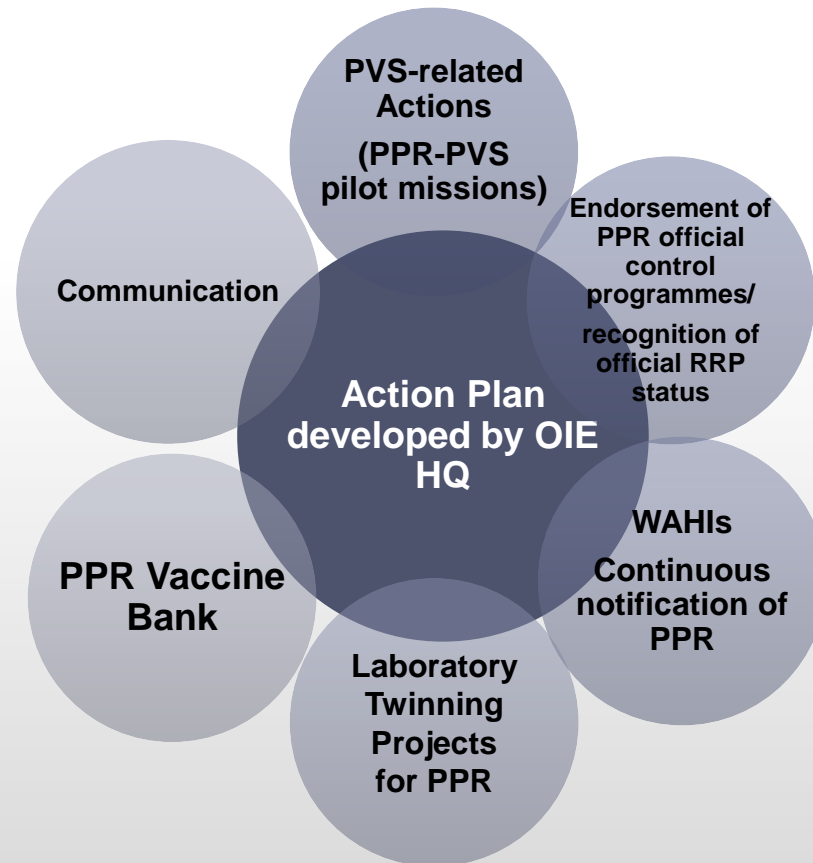 PVS-related
Actions
(PPR-PVS
pilot missions)
Endorsement of
PPR official
control
programmes/
recognition of
official RRP
status
Communication
Action Plan
developed by OIE
HQ
WAHIs
Continuous
notification of
PPR
PPR Vaccine
Bank
Laboratory
Twinning
Projects
for PPR